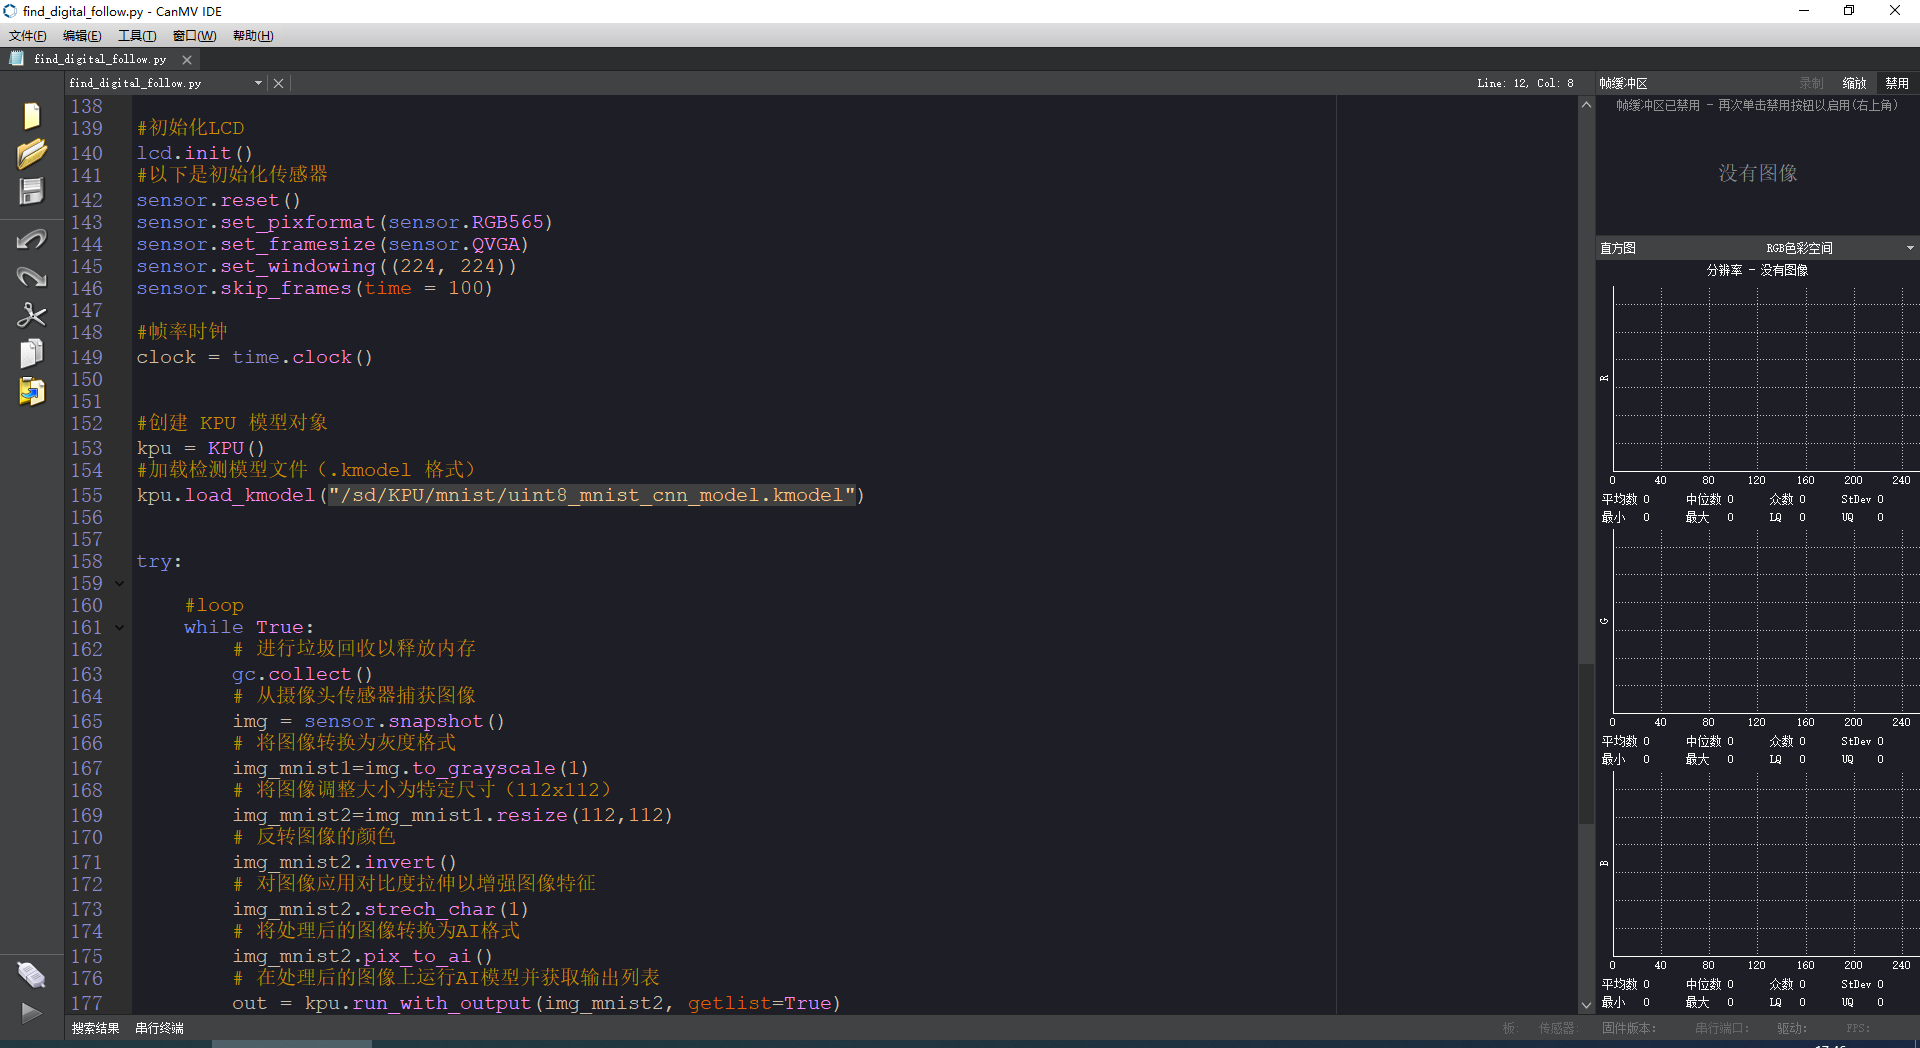 find_digital_follow.py - CanMV IDE
文件(F) 编辑(E) 工具(T) 窗口(W) 帮助(H)
find_digital_follow.py
find_digital_follow.py Line: 12, Col: 8 帧缓冲区 录制 缩放 禁用
帧缓冲区已禁用 - 再次单击禁用按钮以启用(右上角)
没有图像
直方图 RGB色彩空间
分辨率 - 没有图像
R
0 40 80 120 160 200 240
平均数 0 中位数 0 众数 0 StDev 0
最小 0 最大 0 LQ 0 UQ 0
G
0 40 80 120 160 200 240
平均数 0 中位数 0 众数 0 StDev 0
最小 0 最大 0 LQ 0 UQ 0
B
0 40 80 120 160 200 240
平均数 0 中位数 0 众数 0 StDev 0
最小 0 最大 0 LQ 0 UQ 0
138
139 #初始化LCD
140 lcd.init()
141 #以下是初始化传感器
142 sensor.reset()
143 sensor.set_pixformat(sensor.RGB565)
144 sensor.set_framesize(sensor.QVGA)
145 sensor.set_windowing((224, 224))
146 sensor.skip_frames(time = 100)
147
148 #帧率时钟
149 clock = time.clock()
150
151
152 #创建 KPU 模型对象
153 kpu = KPU()
154 #加载检测模型文件（.kmodel 格式）
155 kpu.load_kmodel("/sd/KPU/mnist/uint8_mnist_cnn_model.kmodel")
156
157
158 try:
159
160 #loop
161 while True:
162 # 进行垃圾回收以释放内存
163 gc.collect()
164 # 从摄像头传感器捕获图像
165 img = sensor.snapshot()
166 # 将图像转换为灰度格式
167 img_mnist1=img.to_grayscale(1)
168 # 将图像调整大小为特定尺寸（112x112）
169 img_mnist2=img_mnist1.resize(112,112)
170 # 反转图像的颜色
171 img_mnist2.invert()
172 # 对图像应用对比度拉伸以增强图像特征
173 img_mnist2.strech_char(1)
174 # 将处理后的图像转换为AI格式
175 img_mnist2.pix_to_ai()
176 # 在处理后的图像上运行AI模型并获取输出列表
177 out = kpu.run_with_output(img_mnist2, getlist=True)
搜索结果 串行终端 板: 传感器: 固件版本: 串行端口: 驱动: FPS: